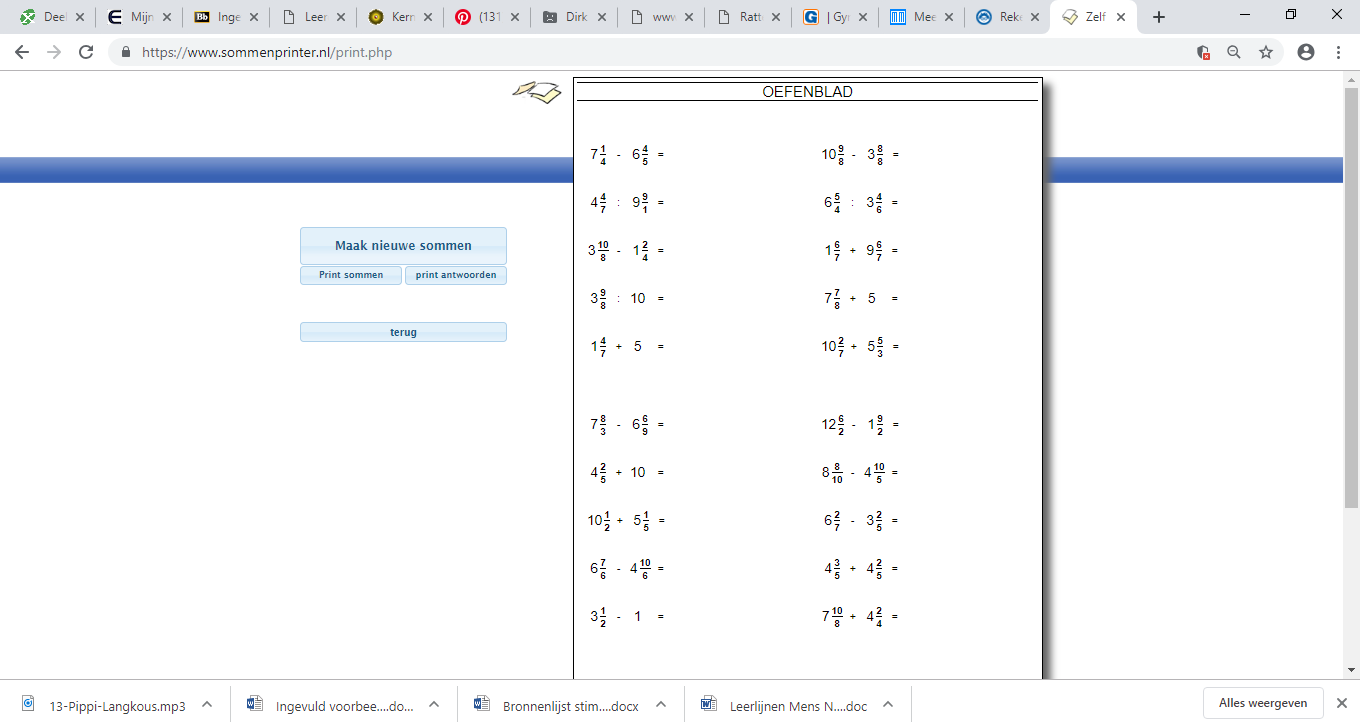 Deel
Mijn
Bb Inge
Leer
Kern
(131
Dirk
www
Ratt
G | Gyr
Mee
Reke
Zelf
https://www.sommenprinter.nl/print.php
OEFENBLAD
7 1/4 - 6 4/5 =
10 9/8 - 3 8/8 =
4 4/7 : 9 9/1 =
6 5/4 : 3 4/6 =
3 10/8 - 1 2/4 =
1 6/7 + 9 6/7 =
3 9/8 : 10 =
7 7/8 + 5 =
1 4/7 + 5 =
10 2/7 + 5 5/3 =
7 8/3 - 6 6/9 =
12 6/2 - 1 9/2 =
4 2/5 + 10 =
8 8/10 - 4 10/5 =
10 1/2 + 5 1/5 =
6 2/7 - 3 2/5 =
6 7/6 - 4 10/6 =
4 3/5 + 4 2/5 =
3 1/2 - 1 =
7 10/8 + 4 2/4 =
Maak nieuwe sommen
Print sommen
print antwoorden
terug
13-Pippi-Langkous.mp3
Ingevuld voorbee....do...
Bronnenlijst stim....docx
Leerlijnen Mens N....doc
Alles weergeven